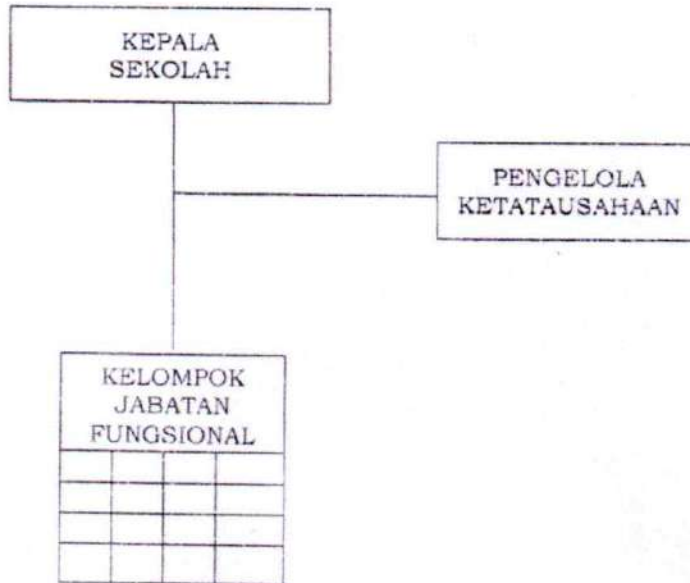 KEPALA
SEKOLAH
PENGELOLA
KETATAUSAHAAN
KELOMPOK
JABATAN
FUNGSIONAL